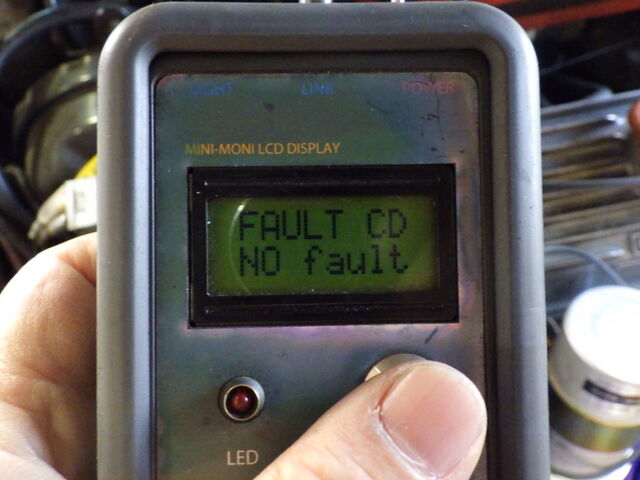 LIGHT LINK POWER
MINI-MONI LCD DISPLAY
FAULT CD
NO fault
LED